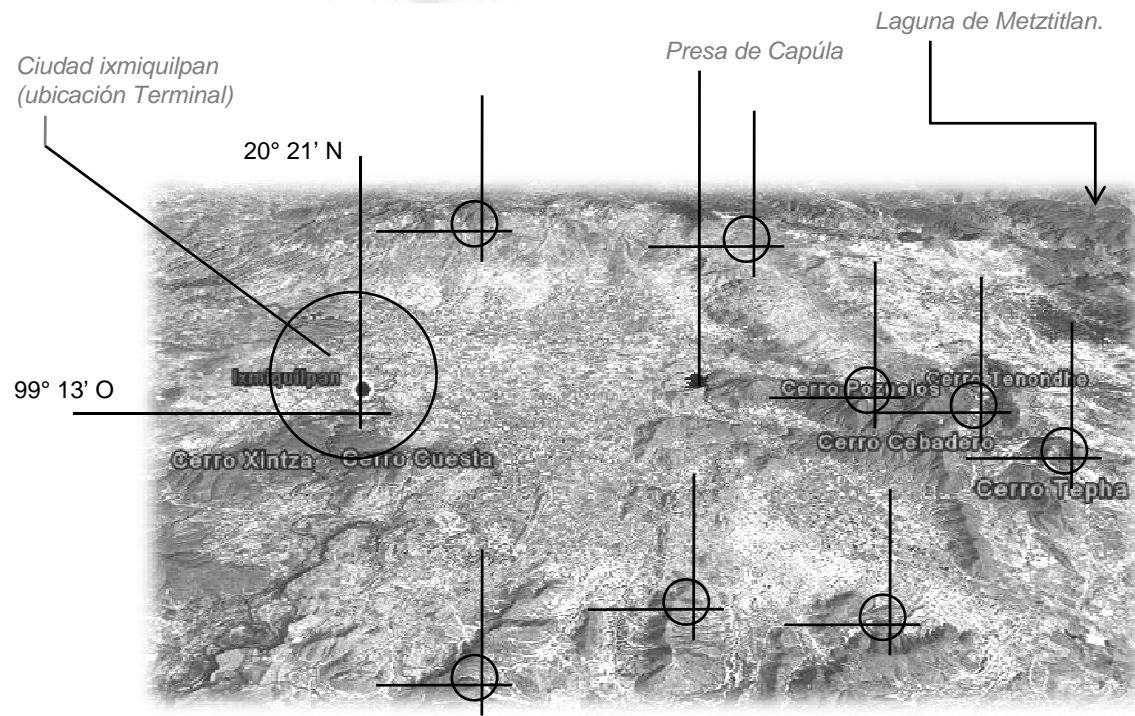 Laguna de Metztitlan.
Presa de Capúla
Ciudad ixmiquilpan
(ubicación Terminal)
20° 21’ N
99° 13’ O
Ixmiquilpan
Cerro Pozuelos
Cerro Tenondhe
Cerro Cebadero
Cerro Xintza
Cerro Cuesta
Cerro Tepha